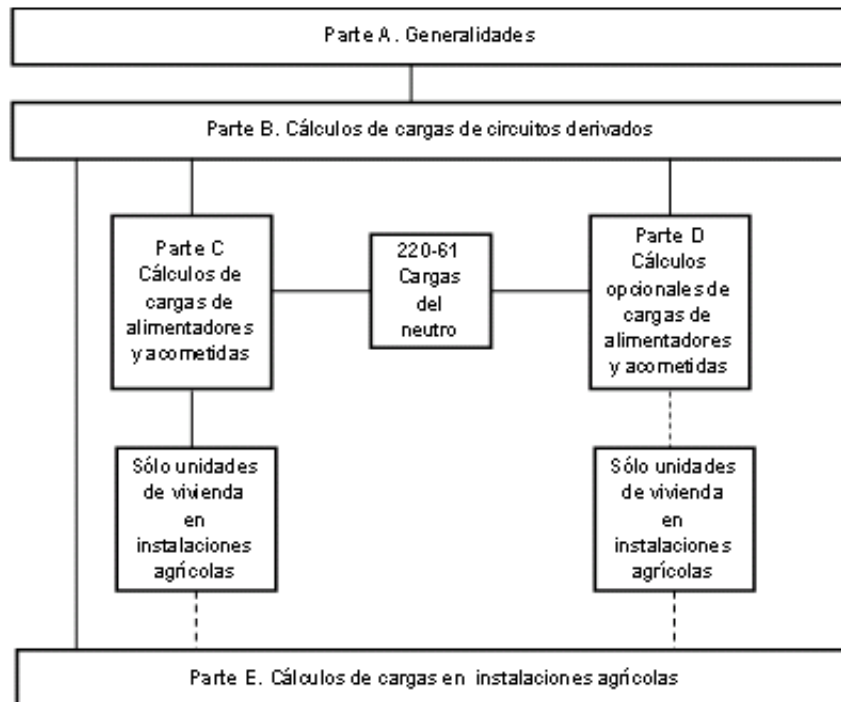 Parte A. Generalidades
Parte B. Cálculos de cargas de circuitos derivados
Parte C
Cálculos de
cargas de
alimentadores
y acometidas
220-61
Cargas
del
neutro
Parte D
Cálculos
opcionales de
cargas de
alimentadores
y acometidas
Sólo unidades
de vivienda
en
instalaciones
agrícolas
Sólo unidades
de vivienda
en
instalaciones
agrícolas
Parte E. Cálculos de cargas en instalaciones agrícolas